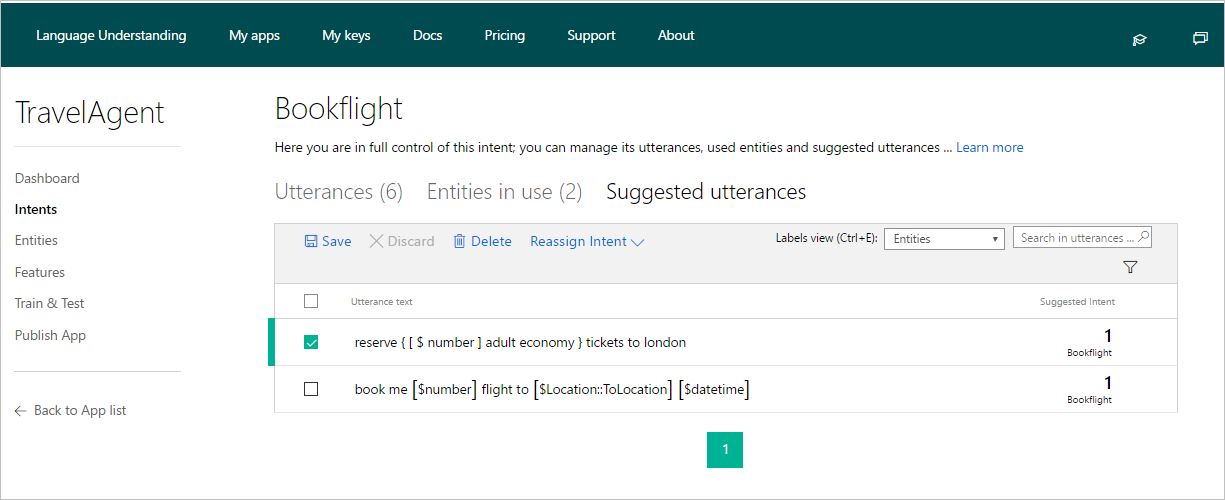 Language Understanding My apps My keys Docs Pricing Support About
TravelAgent
Dashboard
Intents
Entities
Features
Train & Test
Publish App
Back to App list
Bookflight
Here you are in full control of this intent; you can manage its utterances, used entities and suggested utterances ... Learn more
Utterances (6) Entities in use (2) Suggested utterances
Save Discard Delete Reassign Intent Labels view (Ctrl+E): Entities Search in utterances ...
Utterance text Suggested Intent
reserve { [ $ number ] adult economy } tickets to london 1
Bookflight
book me [$number] flight to [$Location::ToLocation] [$datetime] 1
Bookflight
1